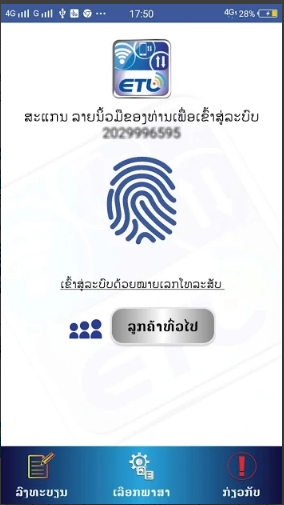 4G G 17:50 4G 28%
ETL
ສະແກນ ລາຍນິ້ວມືຂອງທ່ານເພື່ອເຂົ້າສູ່ລະບົບ
2029996595
ເຂົ້າສູ່ລະບົບດ້ວຍໝາຍເລກໂທລະສັບ
ລູກຄ້າທົ່ວໄປ
ລົງທະບຽນ ເລືອກພາສາ ກ່ຽວກັບ